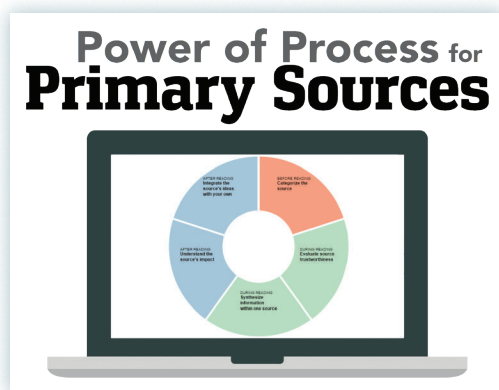 Power of Process for
Primary Sources
BEFORE READING
Categorize the
source
DURING READING
Evaluate source
trustworthiness
DURING READING
Synthesize
information
within one source
AFTER READING
Understand the
source's impact
AFTER READING
Integrate the
source's ideas
with your own